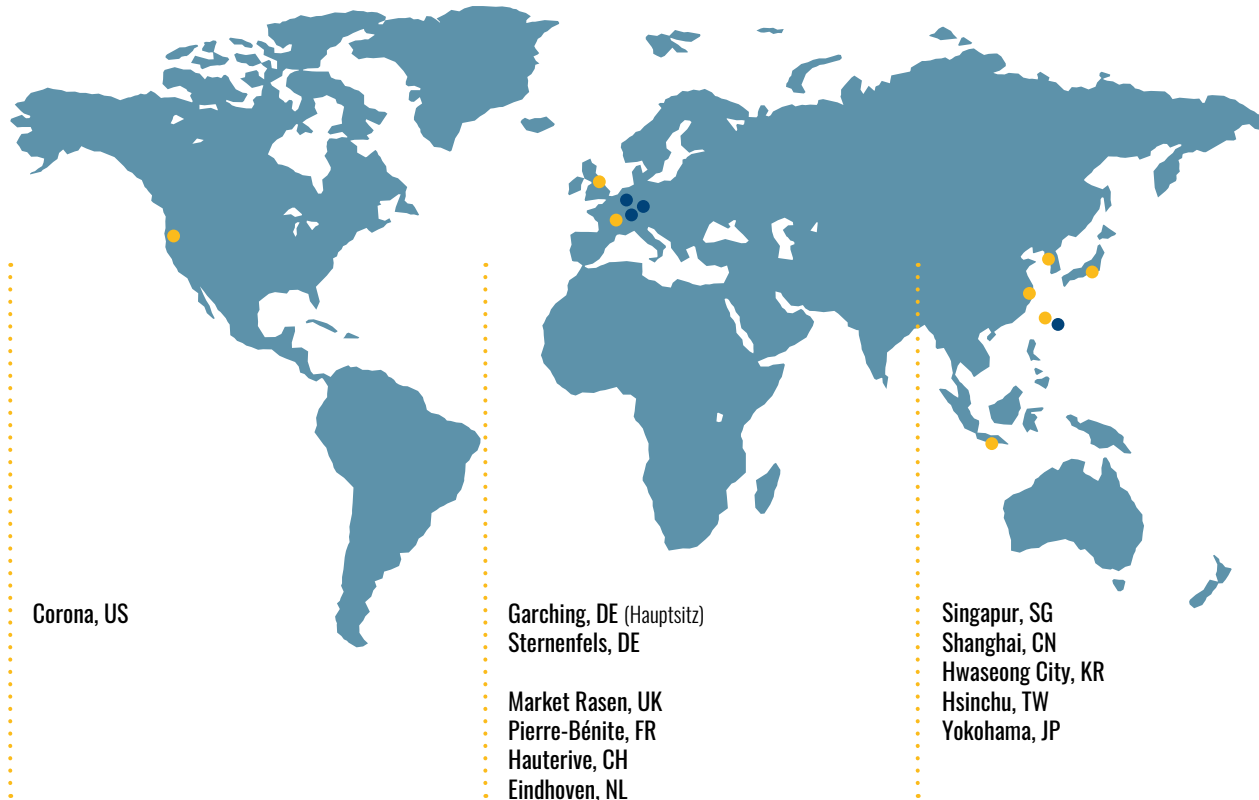 Corona, US
Garching, DE (Hauptsitz)
Sternenfels, DE
Market Rasen, UK
Pierre-Bénite, FR
Hauterive, CH
Eindhoven, NL
Singapur, SG
Shanghai, CN
Hwaseong City, KR
Hsinchu, TW
Yokohama, JP